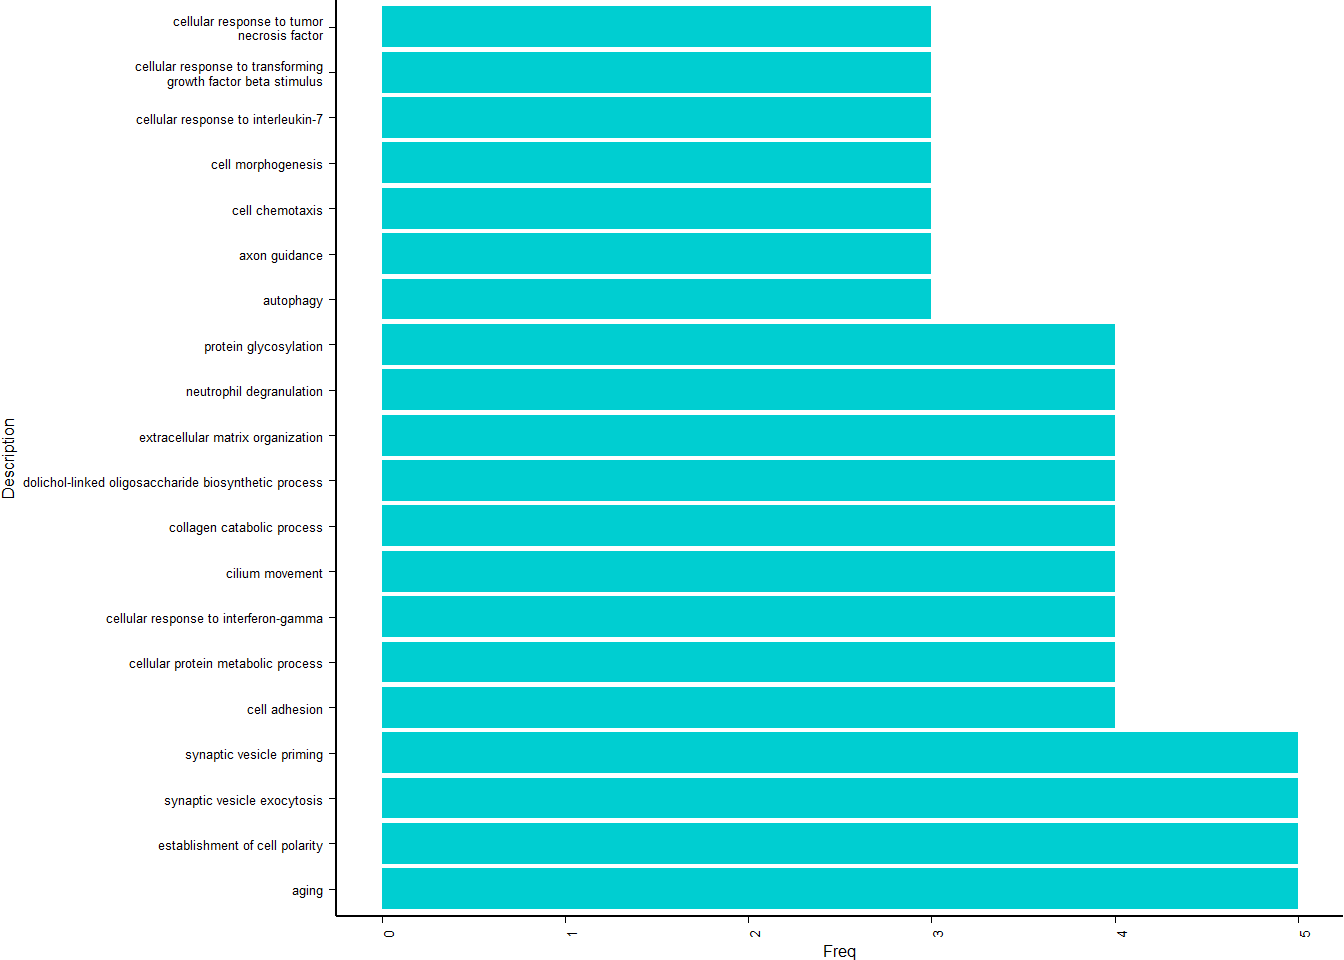 cellular response to tumor
necrosis factor
cellular response to transforming
growth factor beta stimulus
cellular response to interleukin-7
cell morphogenesis
cell chemotaxis
axon guidance
autophagy
protein glycosylation
neutrophil degranulation
extracellular matrix organization
dolichol-linked oligosaccharide biosynthetic process
collagen catabolic process
cilium movement
cellular response to interferon-gamma
cellular protein metabolic process
cell adhesion
synaptic vesicle priming
synaptic vesicle exocytosis
establishment of cell polarity
aging
Description
0 1 2 3 4 5
Freq